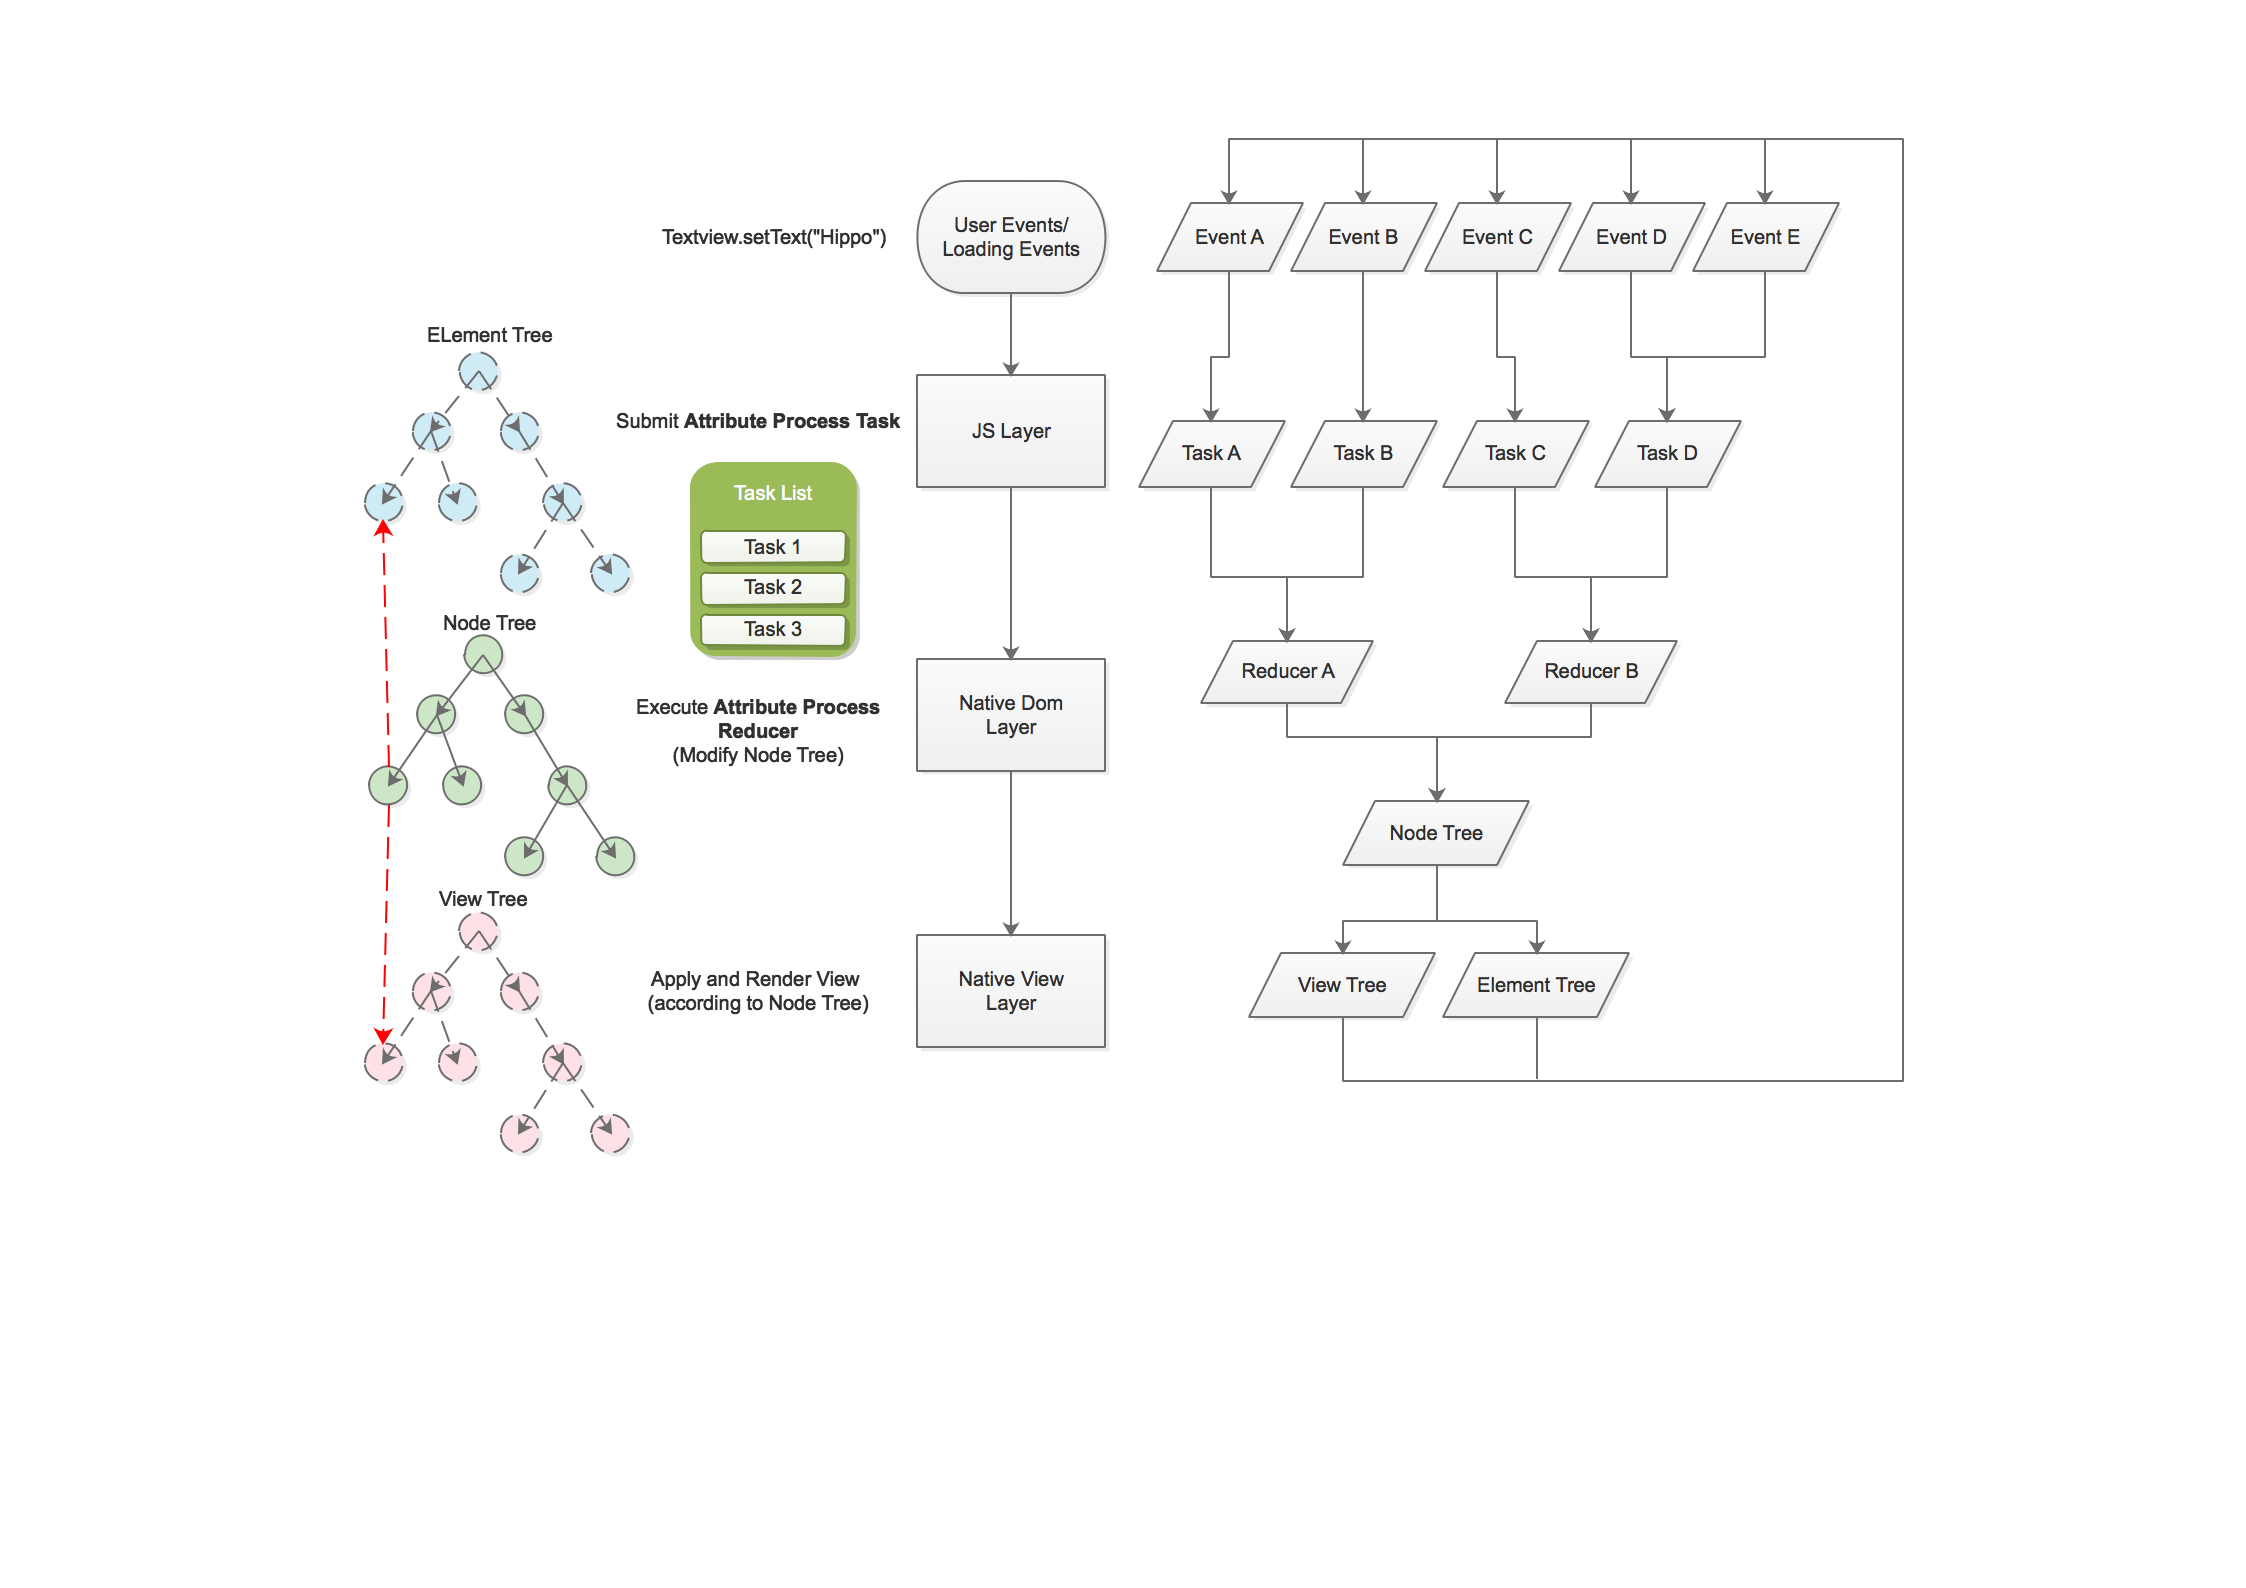 Textview.setText("Hippo")
User Events/
Loading Events
Event A
Event B
Event C
Event D
Event E
ELement Tree
Submit Attribute Process Task
JS Layer
Task A
Task B
Task C
Task D
Task List
Task 1
Task 2
Task 3
Node Tree
Execute Attribute Process
Reducer
(Modify Node Tree)
Native Dom
Layer
Reducer A
Reducer B
Node Tree
View Tree
Apply and Render View
(according to Node Tree)
Native View
Layer
View Tree
Element Tree